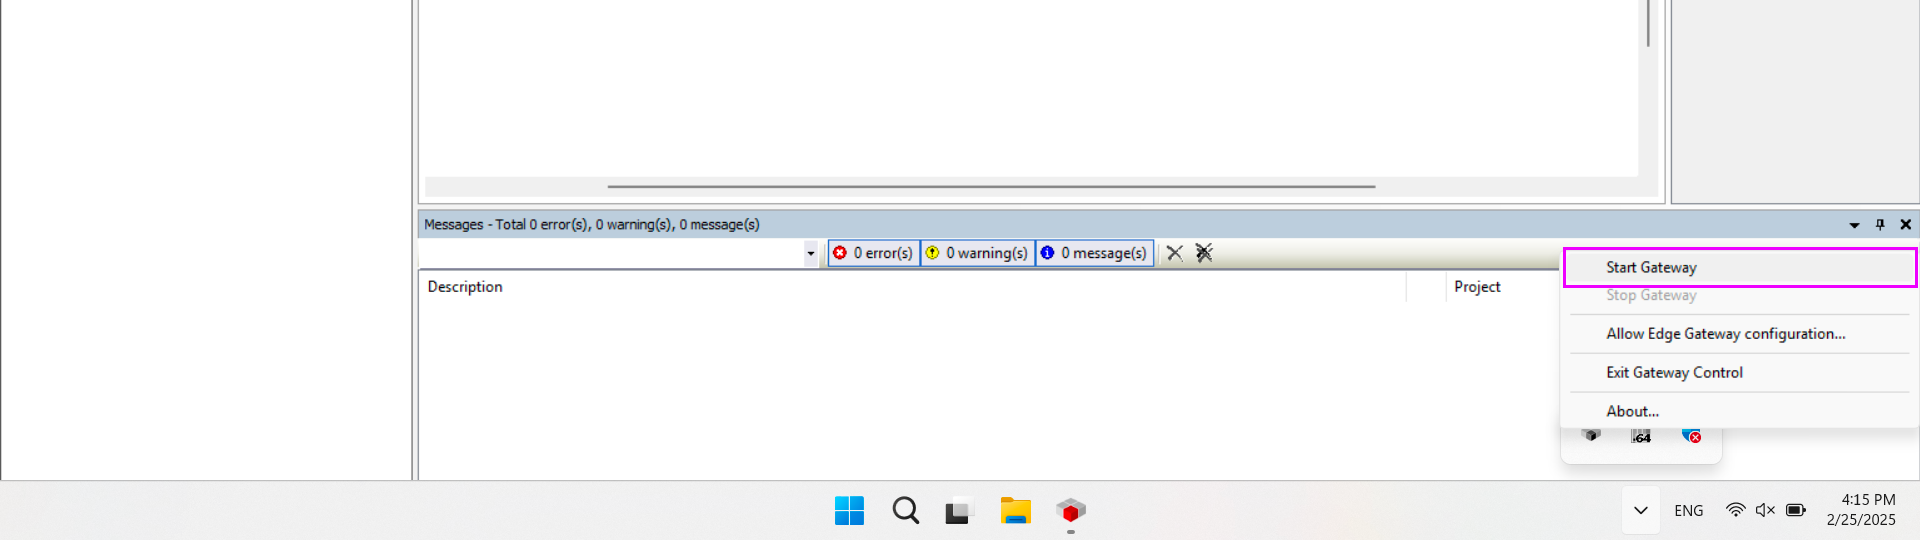 Messages - Total 0 error(s), 0 warning(s), 0 message(s)
0 error(s) 0 warning(s) 0 message(s)
Description Project
Start Gateway
Stop Gateway
Allow Edge Gateway configuration...
Exit Gateway Control
About...
64
ENG
4:15 PM
2/25/2025